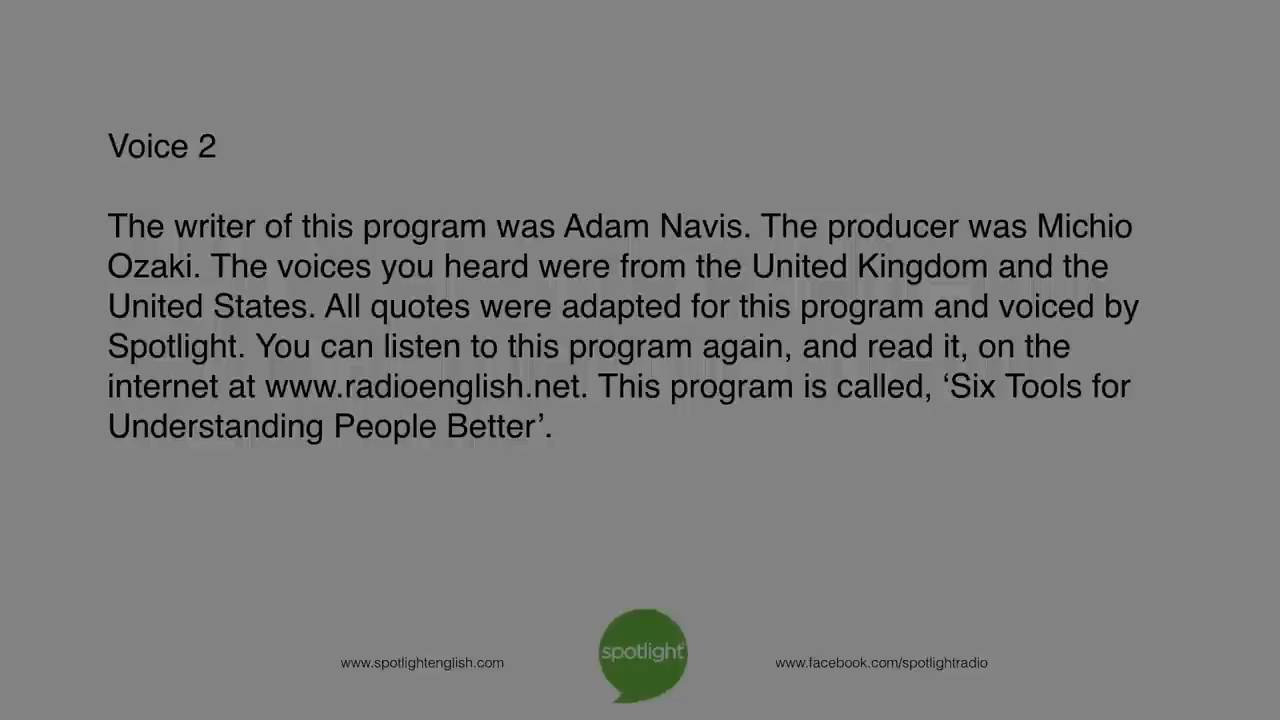 Voice 2
The writer of this program was Adam Navis. The producer was Michio
Ozaki. The voices you heard were from the United Kingdom and the
United States. All quotes were adapted for this program and voiced by
Spotlight. You can listen to this program again, and read it, on the
internet at www.radioenglish.net. This program is called, ‘Six Tools for
Understanding People Better’.
www.spotlightenglish.com
spotlight
www.facebook.com/spotlightradio